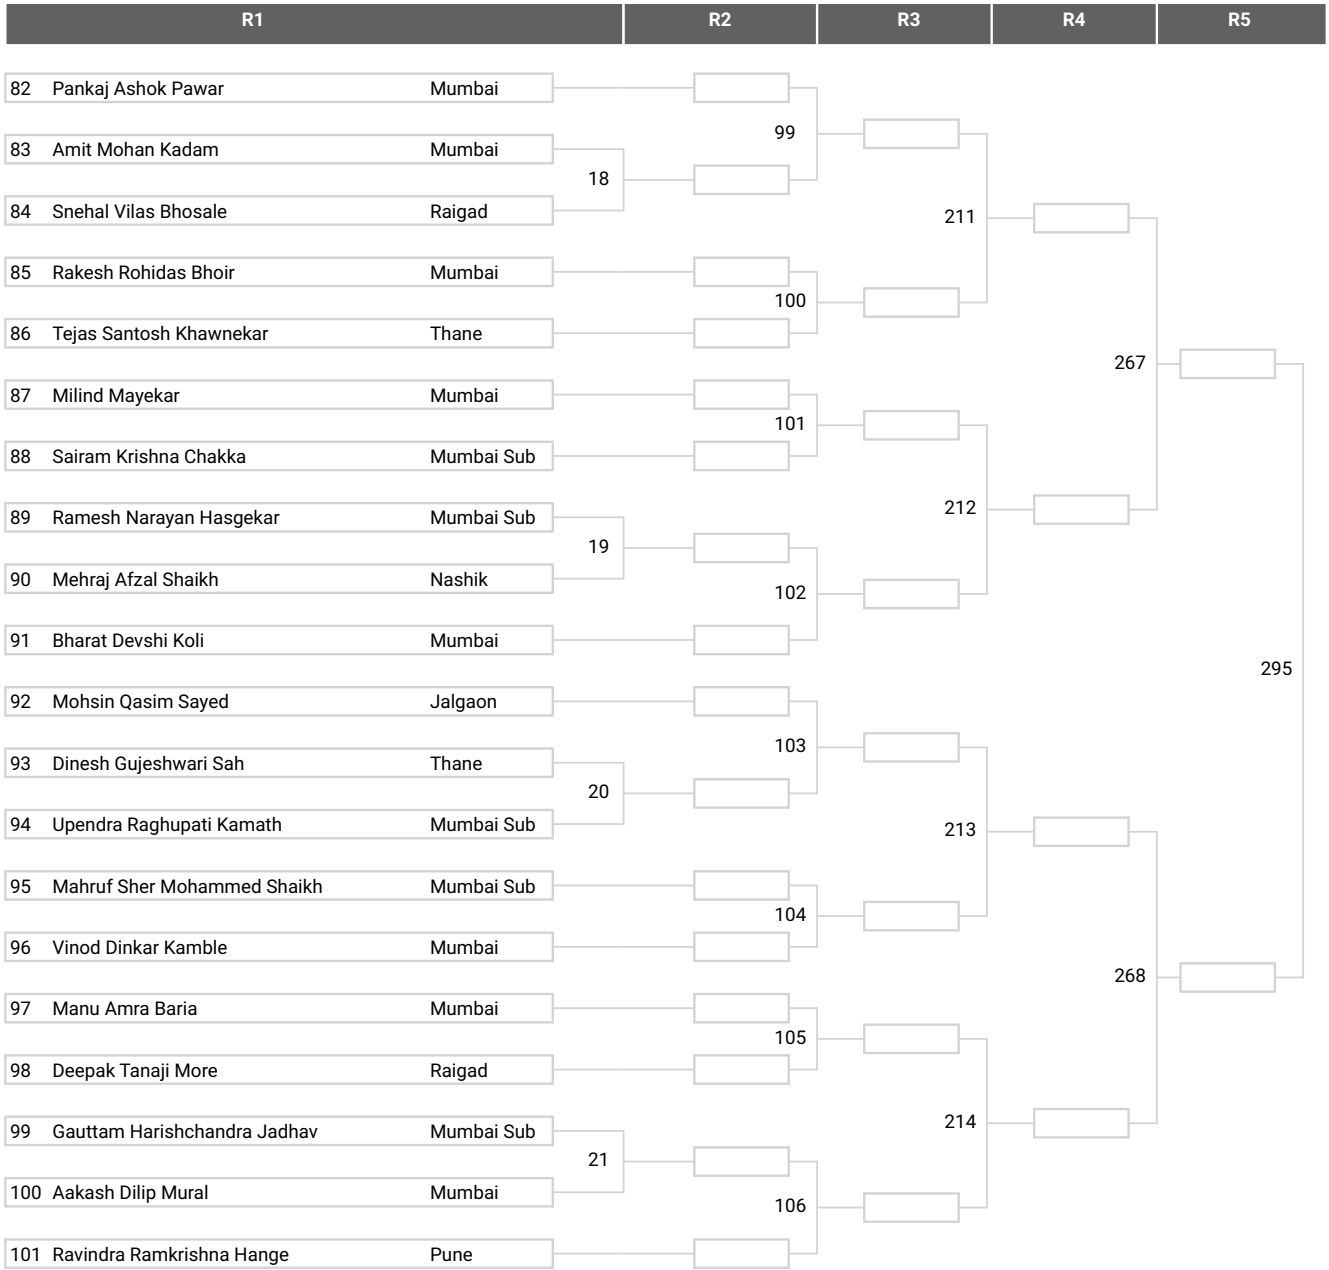 R1 R2 R3 R4 R5
82 Pankaj Ashok Pawar Mumbai
99
83 Amit Mohan Kadam Mumbai
18
84 Snehal Vilas Bhosale Raigad
211
85 Rakesh Rohidas Bhoir Mumbai
100
86 Tejas Santosh Khawnekar Thane
267
87 Milind Mayekar Mumbai
101
88 Sairam Krishna Chakka Mumbai Sub
212
89 Ramesh Narayan Hasgekar Mumbai Sub
19
90 Mehraj Afzal Shaikh Nashik
102
91 Bharat Devshi Koli Mumbai
295
92 Mohsin Qasim Sayed Jalgaon
103
93 Dinesh Gujeshwari Sah Thane
20
94 Upendra Raghupati Kamath Mumbai Sub
213
95 Mahruf Sher Mohammed Shaikh Mumbai Sub
104
96 Vinod Dinkar Kamble Mumbai
268
97 Manu Amra Baria Mumbai
105
98 Deepak Tanaji More Raigad
214
99 Gauttam Harishchandra Jadhav Mumbai Sub
21
100 Aakash Dilip Mural Mumbai
106
101 Ravindra Ramkrishna Hange Pune